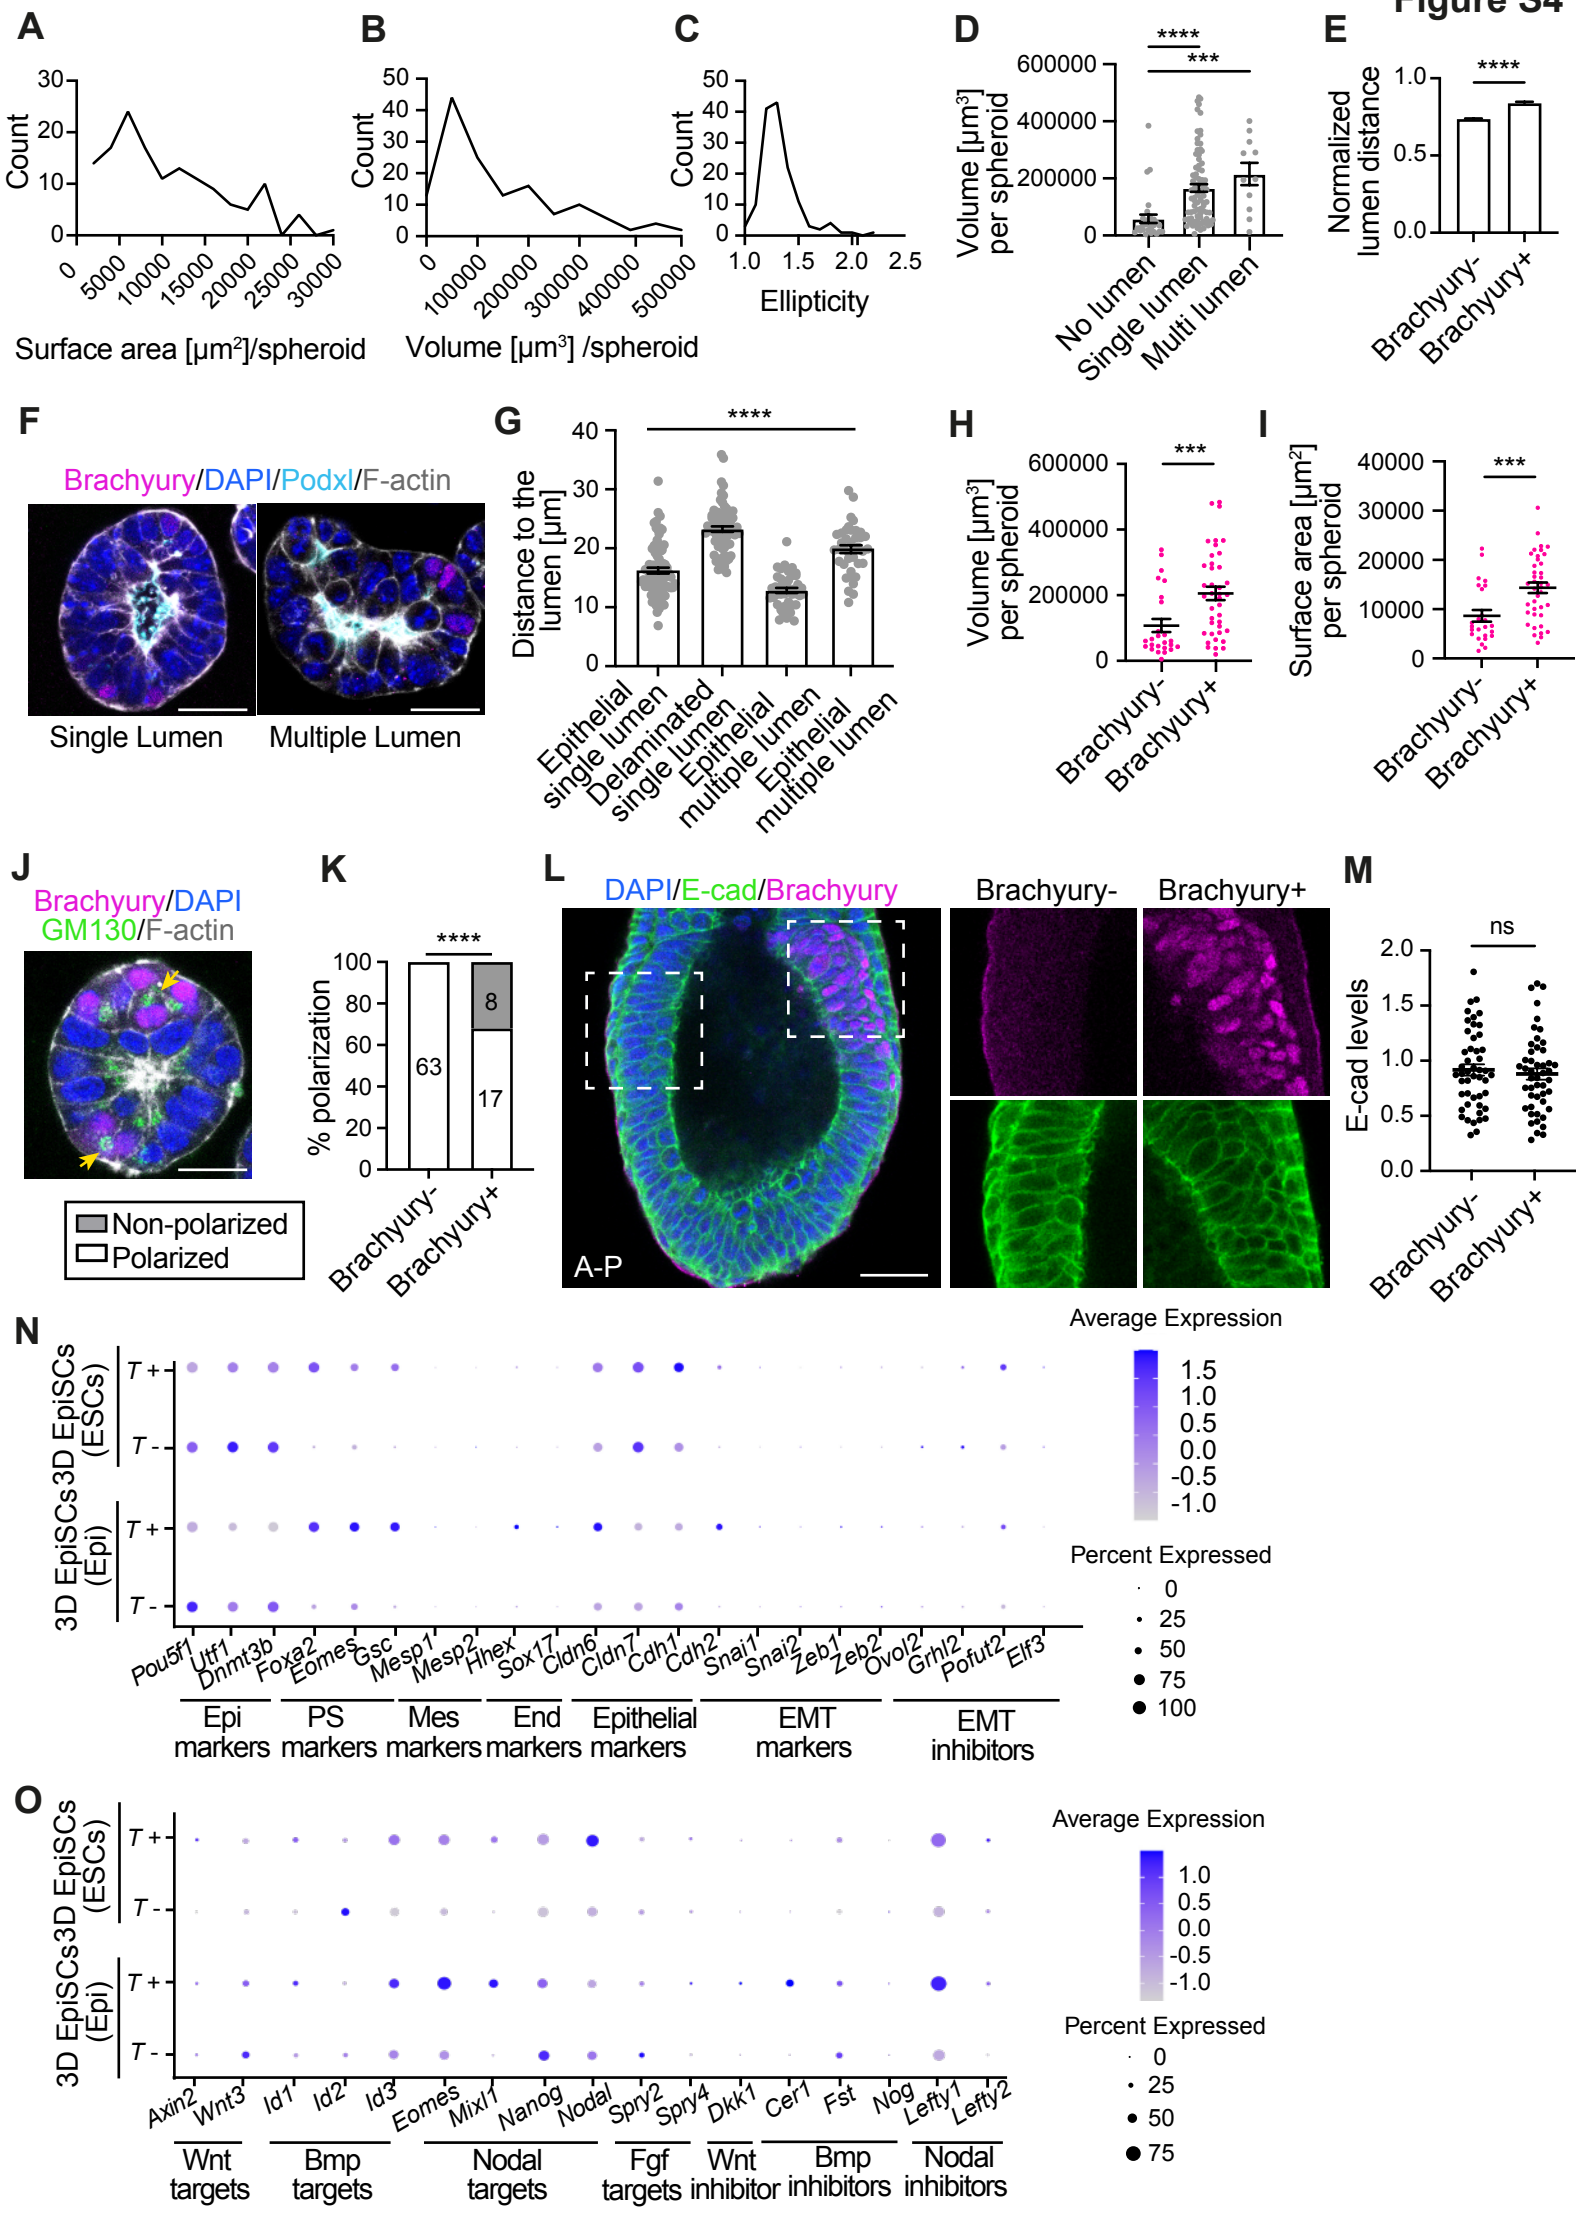 Figure S4
A
30
20
10
0
Count
0
5000
10000
15000
20000
25000
30000
Surface area [µm²]/spheroid
B
50
40
30
20
10
0
Count
0
100000
200000
300000
400000
500000
Volume [µm³] /spheroid
C
50
40
30
20
10
0
Count
1.0
1.5
2.0
2.5
Ellipticity
D
****
***
600000
400000
200000
0
Volume [µm³]
per spheroid
No lumen
Single lumen
Multi lumen
E
****
1.0
0.5
0.0
Normalized
lumen distance
Brachyury-
Brachyury+
F
Brachyury/DAPI/Podxl/F-actin
Single Lumen
Multiple Lumen
G
****
40
30
20
10
0
Distance to the
lumen [µm]
Epithelial
single lumen
Delaminated
single lumen
Epithelial
multiple lumen
Epithelial
multiple lumen
H
***
600000
400000
200000
0
Volume [µm³]
per spheroid
Brachyury-
Brachyury+
I
***
40000
30000
20000
10000
0
Surface area [µm²]
per spheroid
Brachyury-
Brachyury+
J
Brachyury/DAPI
GM130/F-actin
Non-polarized
Polarized
K
****
100
80
60
40
20
0
% polarization
63
8
17
Brachyury-
Brachyury+
L
DAPI/E-cad/Brachyury
A-P
Brachyury-
Brachyury+
M
ns
2.0
1.5
1.0
0.5
0.0
E-cad levels
Brachyury-
Brachyury+
N
3D EpiSCs
(ESCs)
T +
T -
3D EpiSCs
(Epi)
T +
T -
Pou5f1
Utf1
Dnmt3b
Foxa2
Eomes
Gsc
Mesp1
Mesp2
Hhex
Sox17
Cldn6
Cldn7
Cdh1
Cdh2
Snai1
Snai2
Zeb1
Zeb2
Ovol2
Grhl2
Pofut2
Elf3
Epi
markers
PS
markers
Mes
markers
End
markers
Epithelial
markers
EMT
markers
EMT
inhibitors
Average Expression
1.5
1.0
0.5
0.0
-0.5
-1.0
Percent Expressed
0
25
50
75
100
O
3D EpiSCs
(ESCs)
T +
T -
3D EpiSCs
(Epi)
T +
T -
Axin2
Wnt3
Id1
Id2
Id3
Eomes
Mixl1
Nanog
Nodal
Spry2
Spry4
Dkk1
Cer1
Fst
Nog
Lefty1
Lefty2
Wnt
targets
Bmp
targets
Nodal
targets
Fgf
targets
Wnt
inhibitor
Bmp
inhibitors
Nodal
inhibitors
Average Expression
1.0
0.5
0.0
-0.5
-1.0
Percent Expressed
0
25
50
75